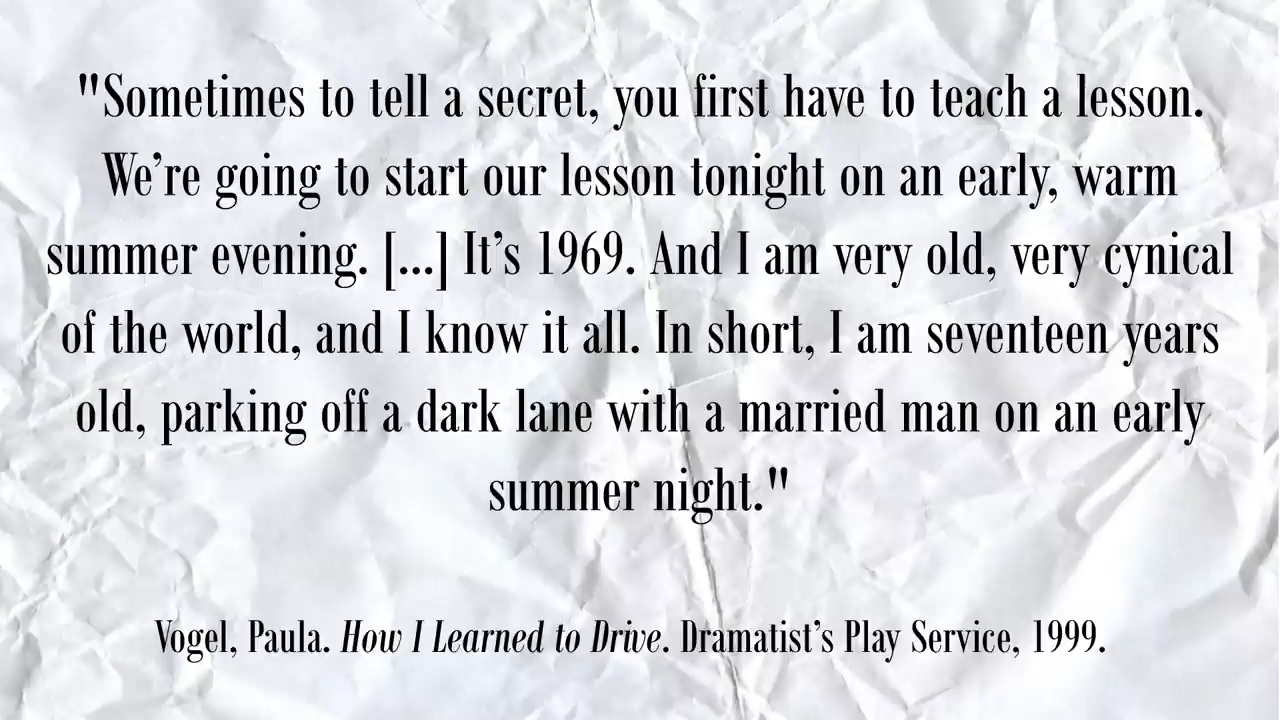 "Sometimes to tell a secret, you first have to teach a lesson.
We’re going to start our lesson tonight on an early, warm
summer evening. [...] It’s 1969. And I am very old, very cynical
of the world, and I know it all. In short, I am seventeen years
old, parking off a dark lane with a married man on an early
summer night."
Vogel, Paula. How I Learned to Drive. Dramatist’s Play Service, 1999.